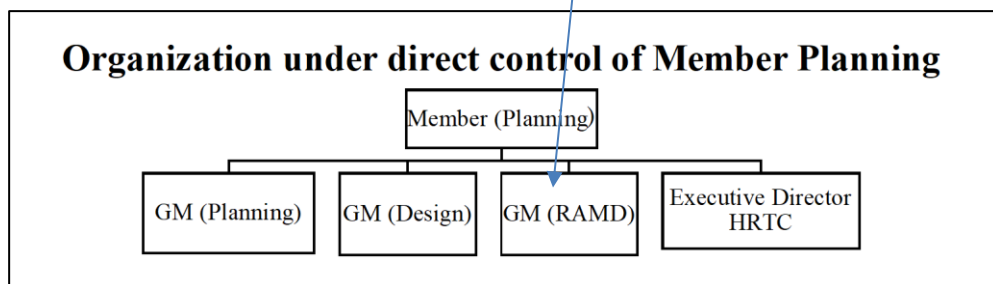 Organization under direct control of Member Planning
Member (Planning)
GM (Planning)
GM (Design)
GM (RAMD)
Executive Director
HRTC